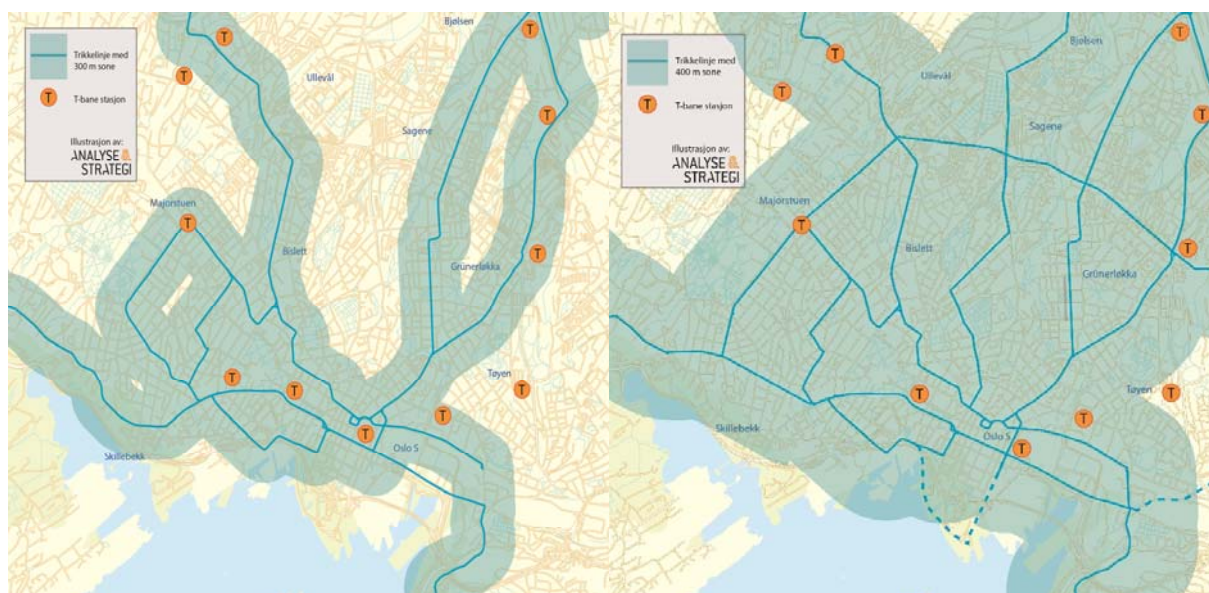 Trikkelinje med
300 m sone
T
T-bane stasjon
Illustrasjon av:
ANALYSE &
STRATEGI
T
T
T
T
T
T
T
T
T
T
T
Bjølsen
Ullevål
Sagene
Majorstuen
Bislett
Grünerløkka
Tøyen
Oslo S
Skillebekk
Trikkelinje med
400 m sone
T
T-bane stasjon
Illustrasjon av:
ANALYSE &
STRATEGI
T
T
T
T
T
T
T
T
T
T
Bjølsen
Ullevål
Sagene
Majorstuen
Bislett
Grünerløkka
Tøyen
Skillebekk
Oslo S